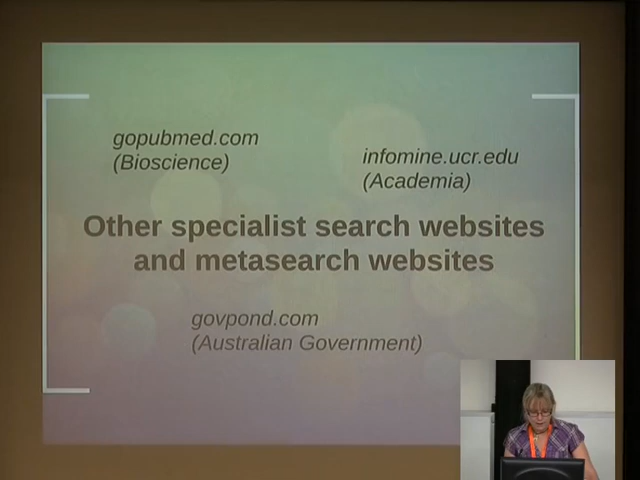 gopubmed.com
(Bioscience)
infomine.ucr.edu
(Academia)
Other specialist search websites
and metasearch websites
govpond.com
(Australian Government)